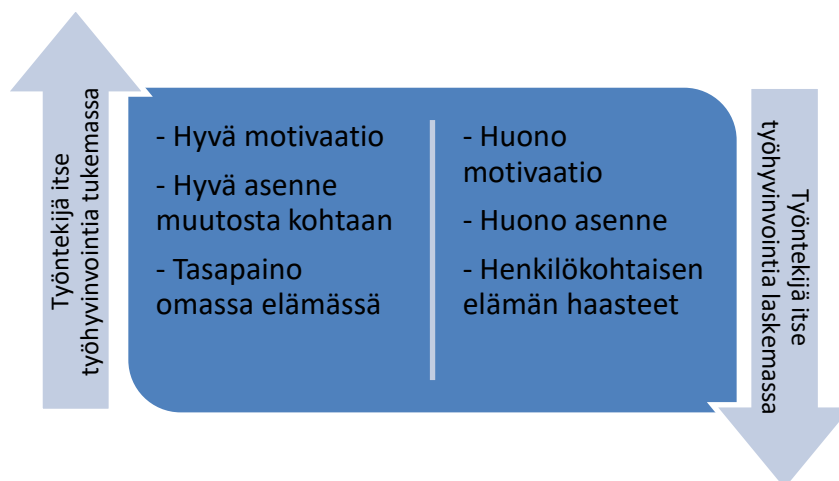 Työntekijä itse
työhyvinvointia tukemassa
- Hyvä motivaatio
- Hyvä asenne
muutosta kohtaan
- Tasapaino
omassa elämässä
- Huono
motivaatio
- Huono asenne
- Henkilökohtaisen
elämän haasteet
Työntekijä itse
työhyvinvointia laskemassa